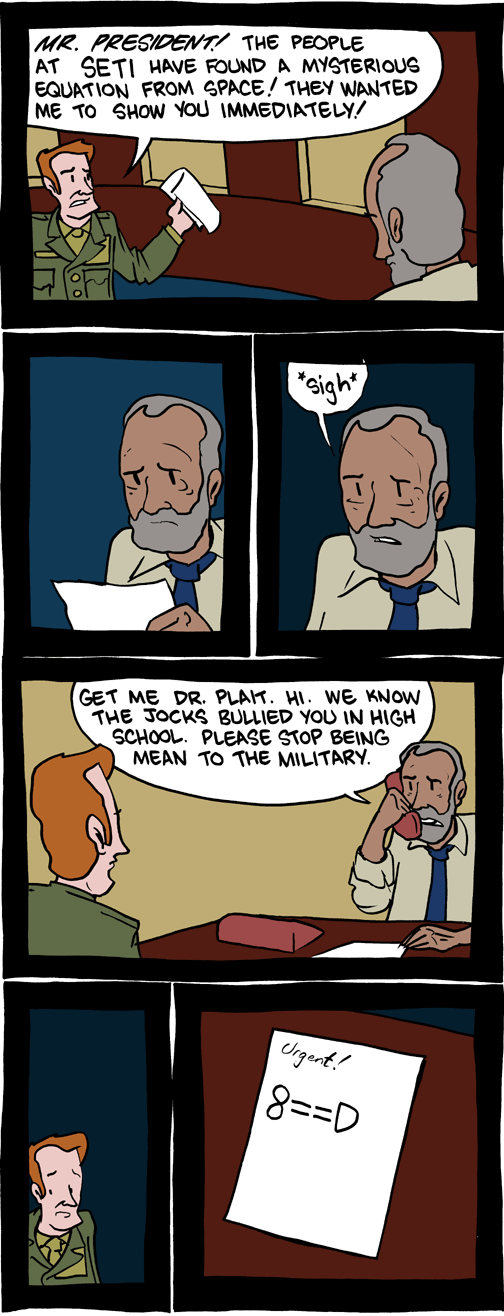 MR. PRESIDENT! THE PEOPLE
AT SETI HAVE FOUND A MYSTERIOUS
EQUATION FROM SPACE! THEY WANTED
ME TO SHOW YOU IMMEDIATELY!
*sigh*
GET ME DR. PLAIT. HI. WE KNOW
THE JOCKS BULLIED YOU IN HIGH
SCHOOL. PLEASE STOP BEING
MEAN TO THE MILITARY.
Urgent!
8==D